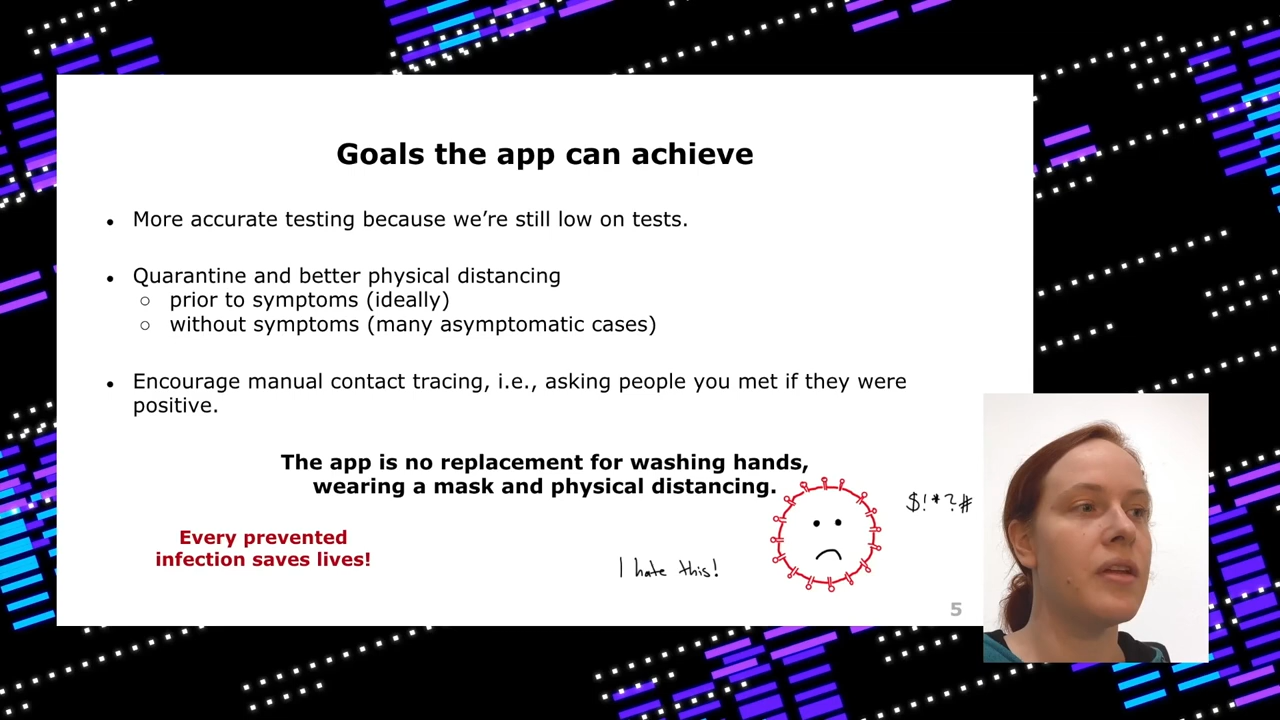 Goals the app can achieve
• More accurate testing because we’re still low on tests.
• Quarantine and better physical distancing
○ prior to symptoms (ideally)
○ without symptoms (many asymptomatic cases)
• Encourage manual contact tracing, i.e., asking people you met if they were
positive.
The app is no replacement for washing hands,
wearing a mask and physical distancing.
$!*?#
Every prevented
infection saves lives!
I hate this!
5